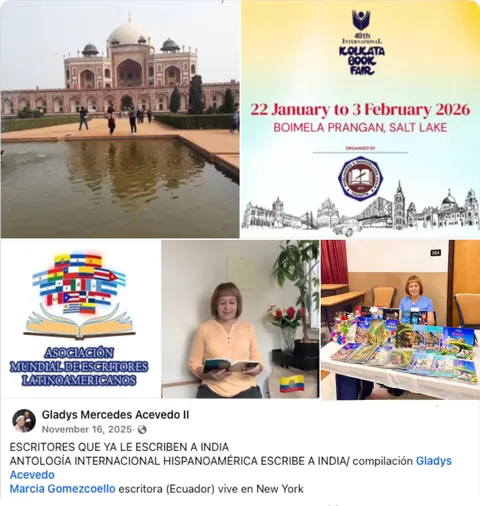 49th
INTERNATIONAL
KOLKATA
BOOK
FAIR
22 January to 3 February 2026
BOIMELA PRANGAN, SALT LAKE
ORGANISED BY
ASOCIACIÓN
MUNDIAL DE ESCRITORES
LATINOAMERICANOS
Gladys Mercedes Acevedo II
November 16, 2025 ·
ESCRITORES QUE YA LE ESCRIBEN A INDIA
ANTOLOGÍA INTERNACIONAL HISPANOAMÉRICA ESCRIBE A INDIA/ compilación Gladys
Acevedo
Marcia Gomezcoello escritora (Ecuador) vive en New York